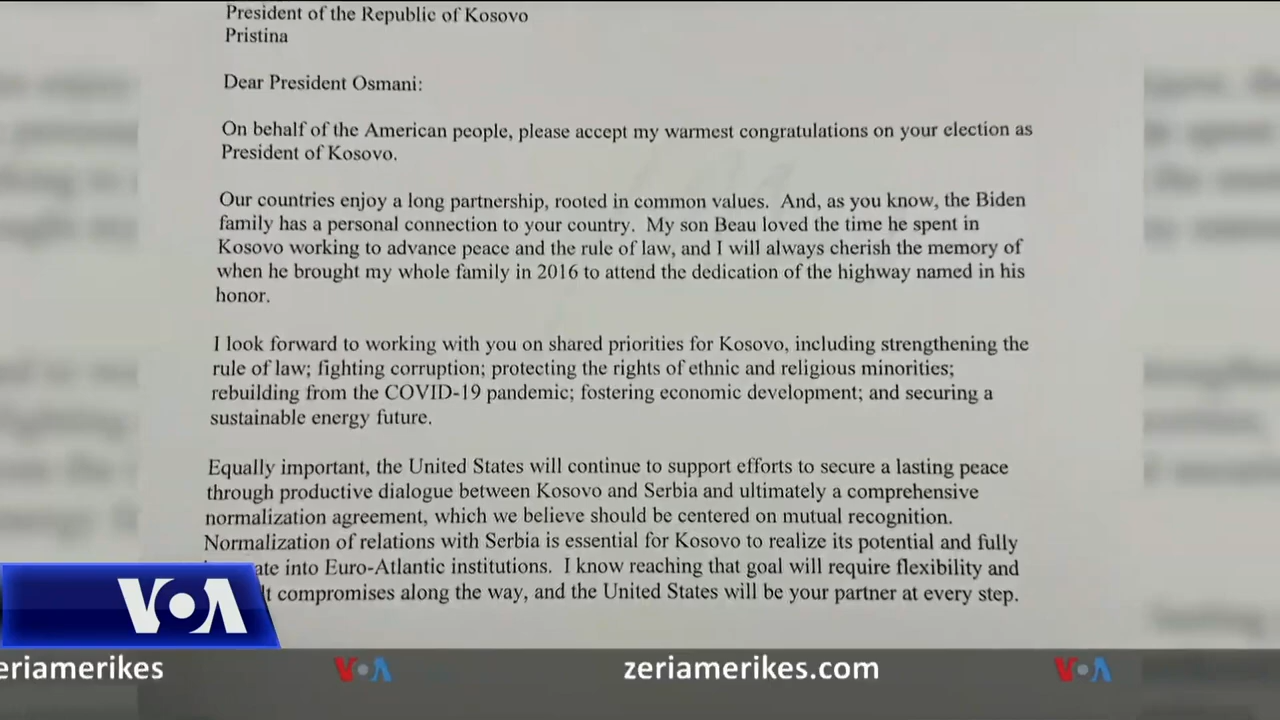 President of the Republic of Kosovo
Pristina
Dear President Osmani:
On behalf of the American people, please accept my warmest congratulations on your election as
President of Kosovo.
Our countries enjoy a long partnership, rooted in common values. And, as you know, the Biden
family has a personal connection to your country. My son Beau loved the time he spent in
Kosovo working to advance peace and the rule of law, and I will always cherish the memory of
when he brought my whole family in 2016 to attend the dedication of the highway named in his
honor.
I look forward to working with you on shared priorities for Kosovo, including strengthening the
rule of law; fighting corruption; protecting the rights of ethnic and religious minorities;
rebuilding from the COVID-19 pandemic; fostering economic development; and securing a
sustainable energy future.
Equally important, the United States will continue to support efforts to secure a lasting peace
through productive dialogue between Kosovo and Serbia and ultimately a comprehensive
normalization agreement, which we believe should be centered on mutual recognition.
Normalization of relations with Serbia is essential for Kosovo to realize its potential and fully
ate into Euro-Atlantic institutions. I know reaching that goal will require flexibility and
lt compromises along the way, and the United States will be your partner at every step.
VOA
eriamerikes VOA zeriamerikes.com VOA